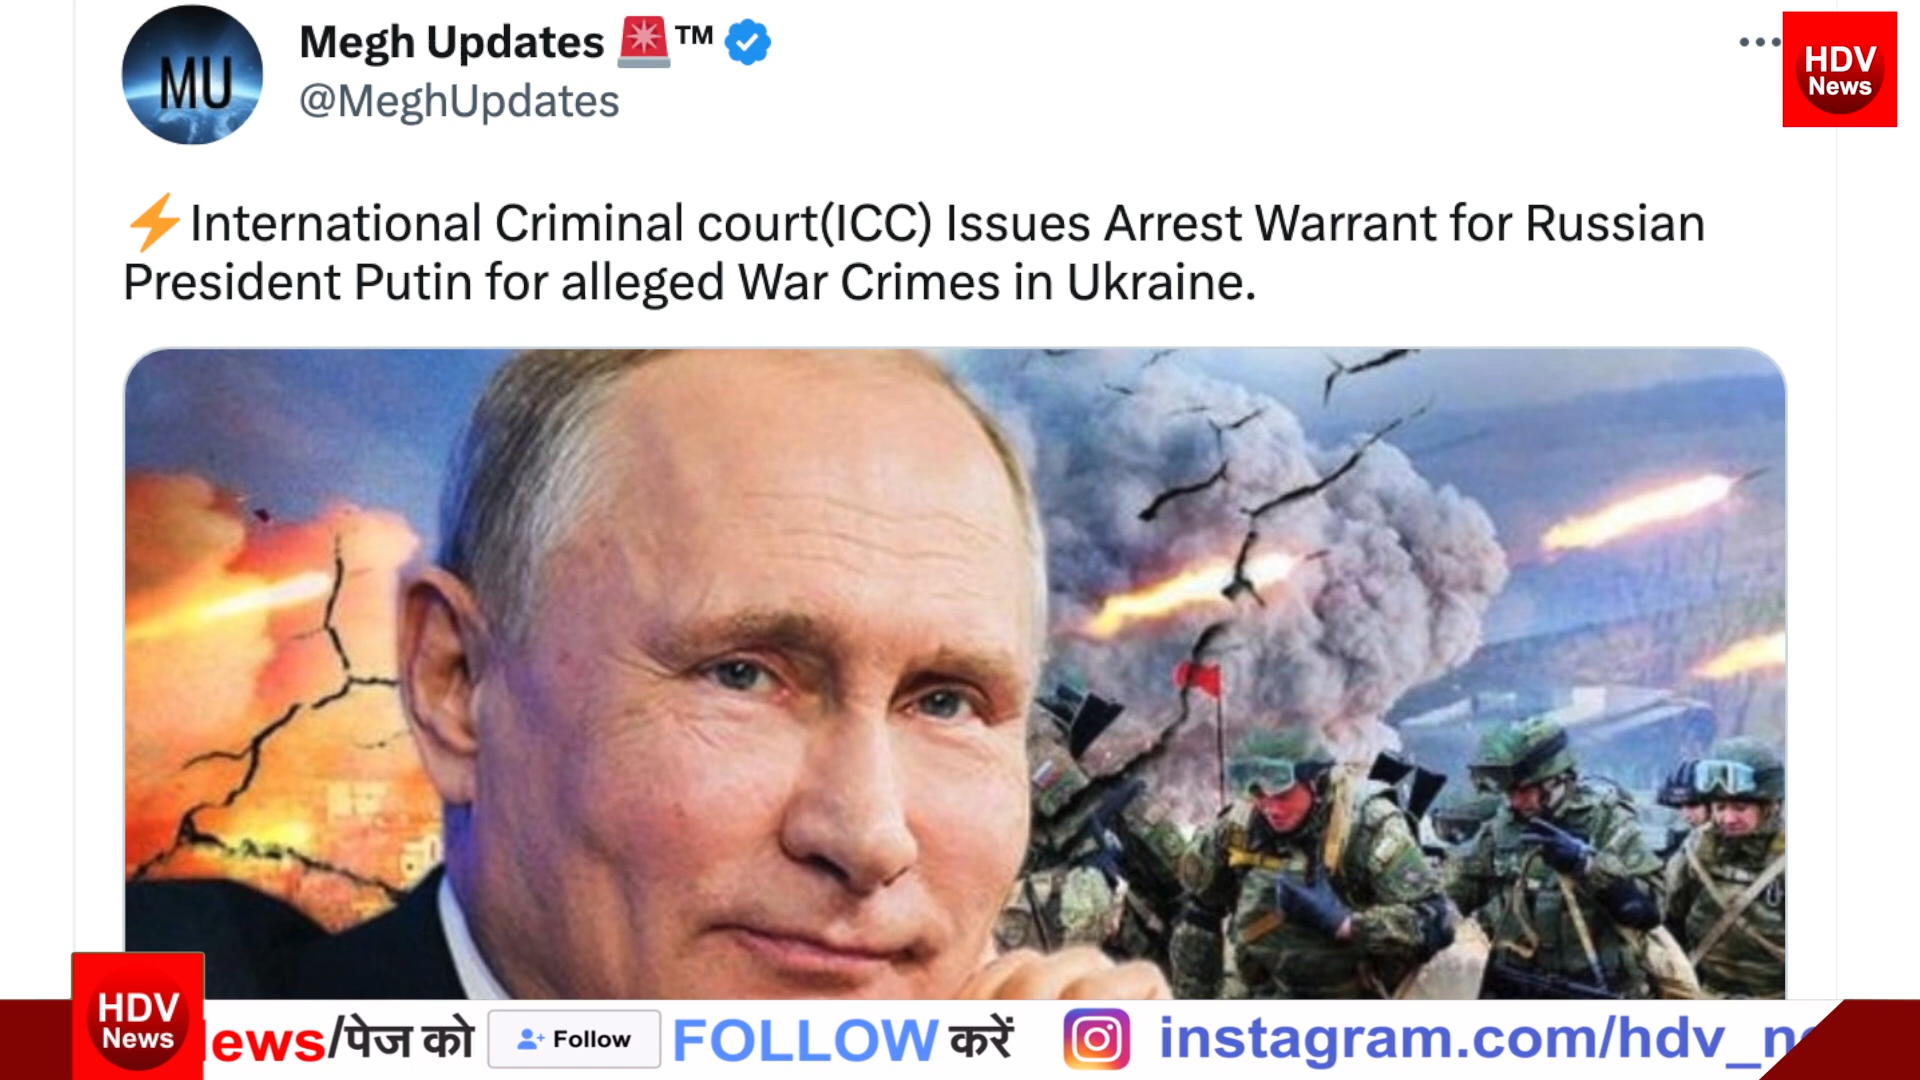 MU
Megh Updates 🚨™
@MeghUpdates
HDV
News
⚡International Criminal court(ICC) Issues Arrest Warrant for Russian
President Putin for alleged War Crimes in Ukraine.
HDV
News
ews/पेज को Follow FOLLOW करें instagram.com/hdv_n